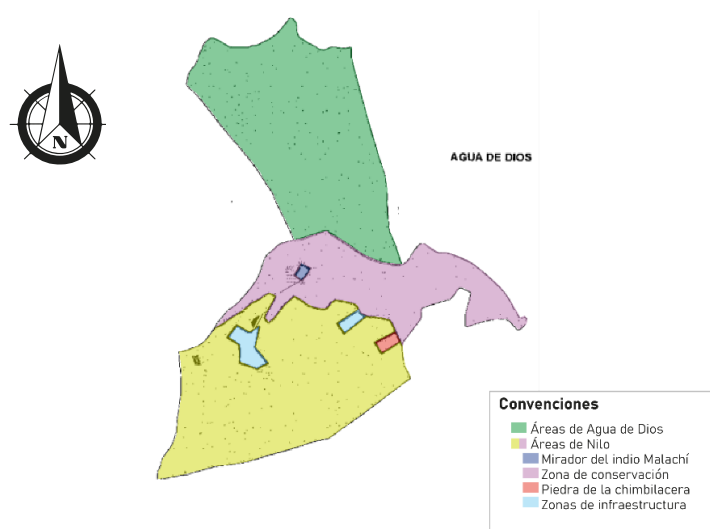 N
AGUA DE DIOS
Convenciones
Áreas de Agua de Dios
Áreas de Nilo
Mirador del indio Malachí
Zona de conservación
Piedra de la chimbilacera
Zonas de infraestructura